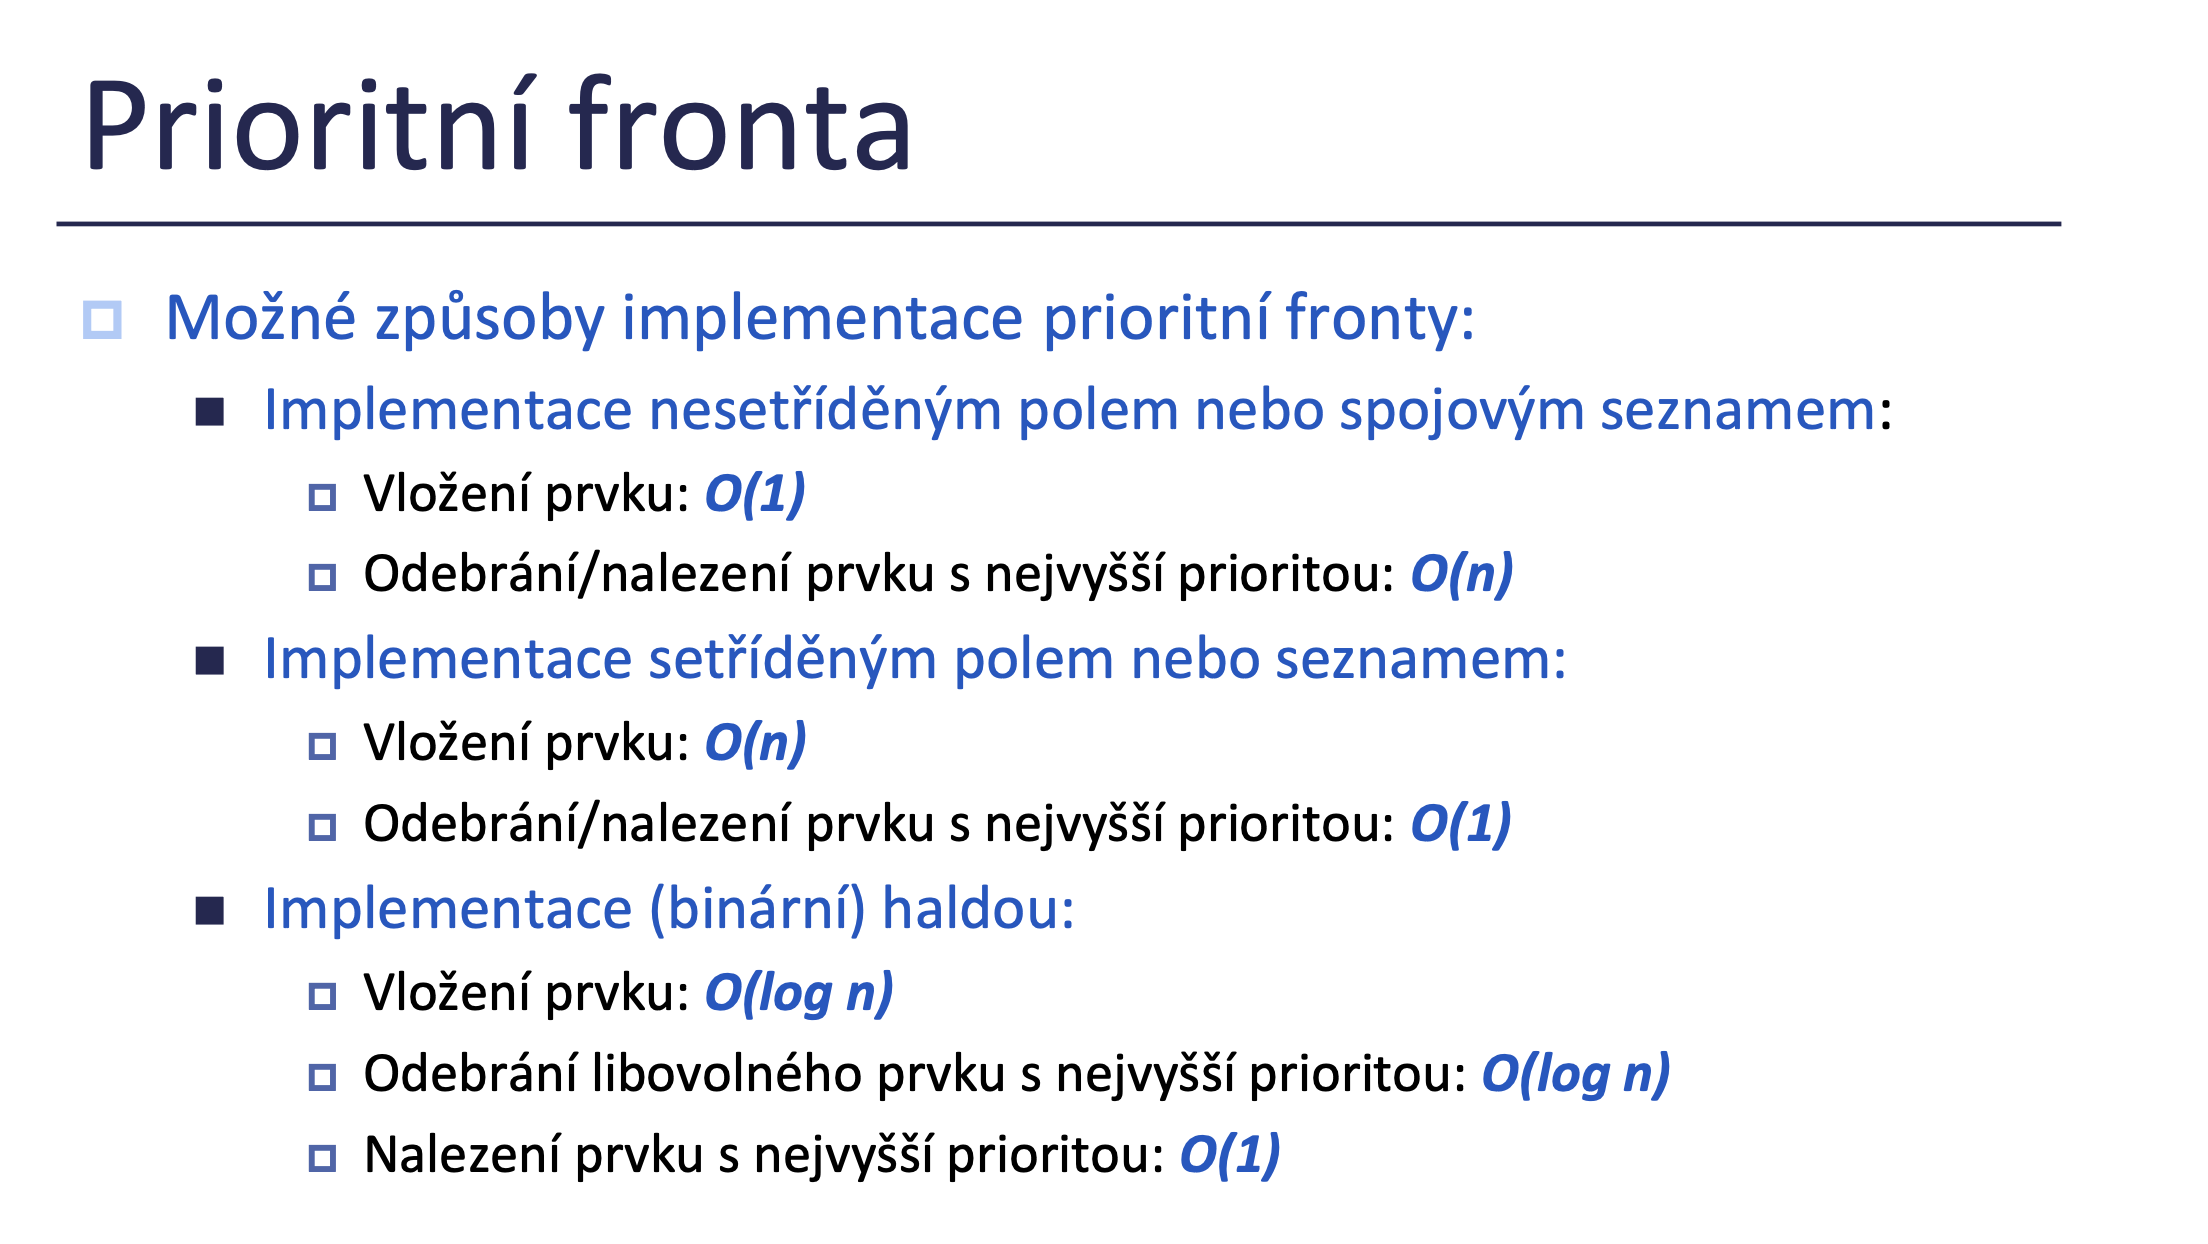 Prioritní fronta
Možné způsoby implementace prioritní fronty:
Implementace nesetříděným polem nebo spojovým seznamem:
Vložení prvku: O(1)
Odebrání/nalezení prvku s nejvyšší prioritou: O(n)
Implementace setříděným polem nebo seznamem:
Vložení prvku: O(n)
Odebrání/nalezení prvku s nejvyšší prioritou: O(1)
Implementace (binární) haldou:
Vložení prvku: O(log n)
Odebrání libovolného prvku s nejvyšší prioritou: O(log n)
Nalezení prvku s nejvyšší prioritou: O(1)